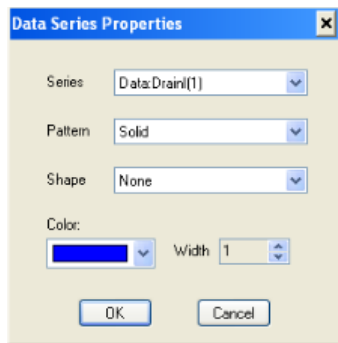 Data Series Properties
Series Data:DrainI(1)
Pattern Solid
Shape None
Color:
Width 1
OK Cancel